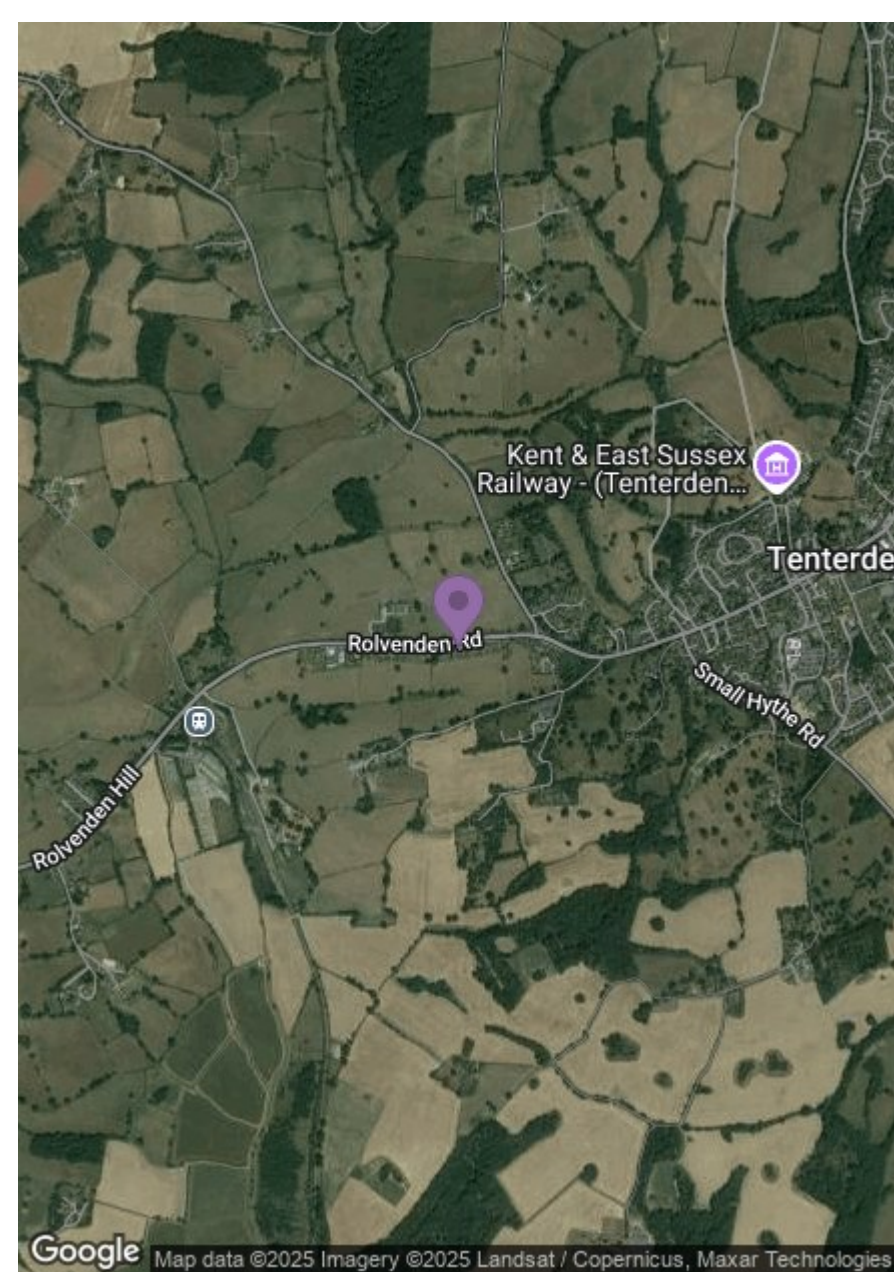 Kent & East Sussex
Railway - (Tenterden...
Tenterde
Rolvenden Rd
Small Hythe Rd
Rolvenden Hill
Google
Map data ©2025 Imagery ©2025 Landsat / Copernicus, Maxar Technologies